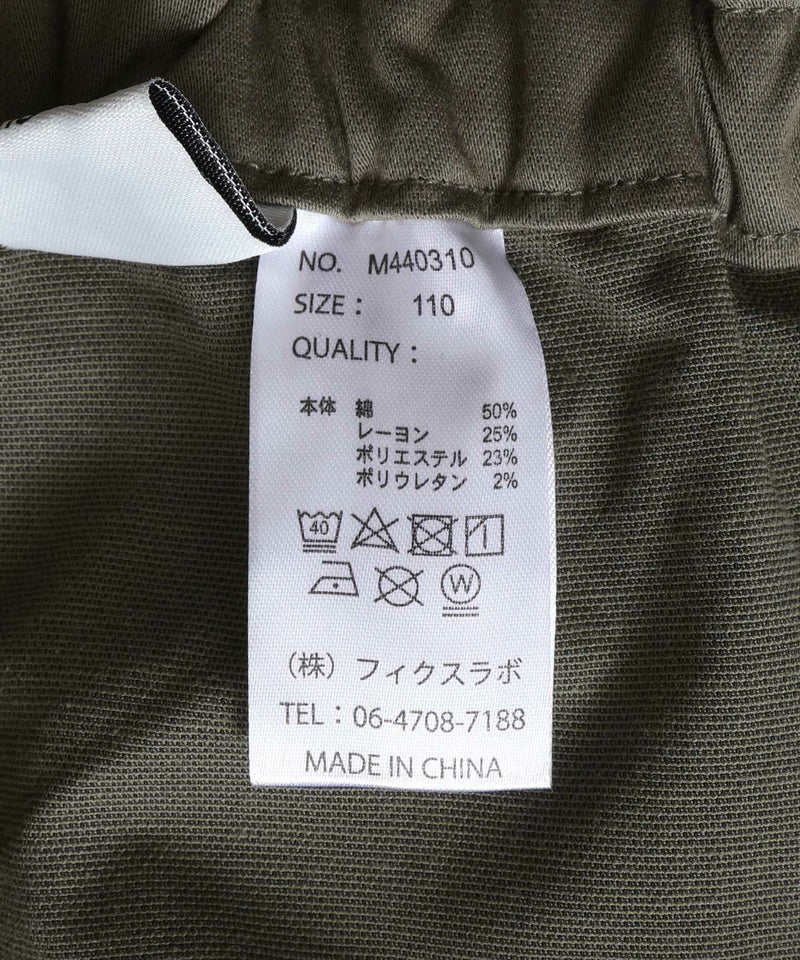 NO. M440310
SIZE : 110
QUALITY :
本体 綿 50%
レーヨン 25%
ポリエステル 23%
ポリウレタン 2%
40
W
(株) フィクスラボ
TEL : 06-4708-7188
MADE IN CHINA